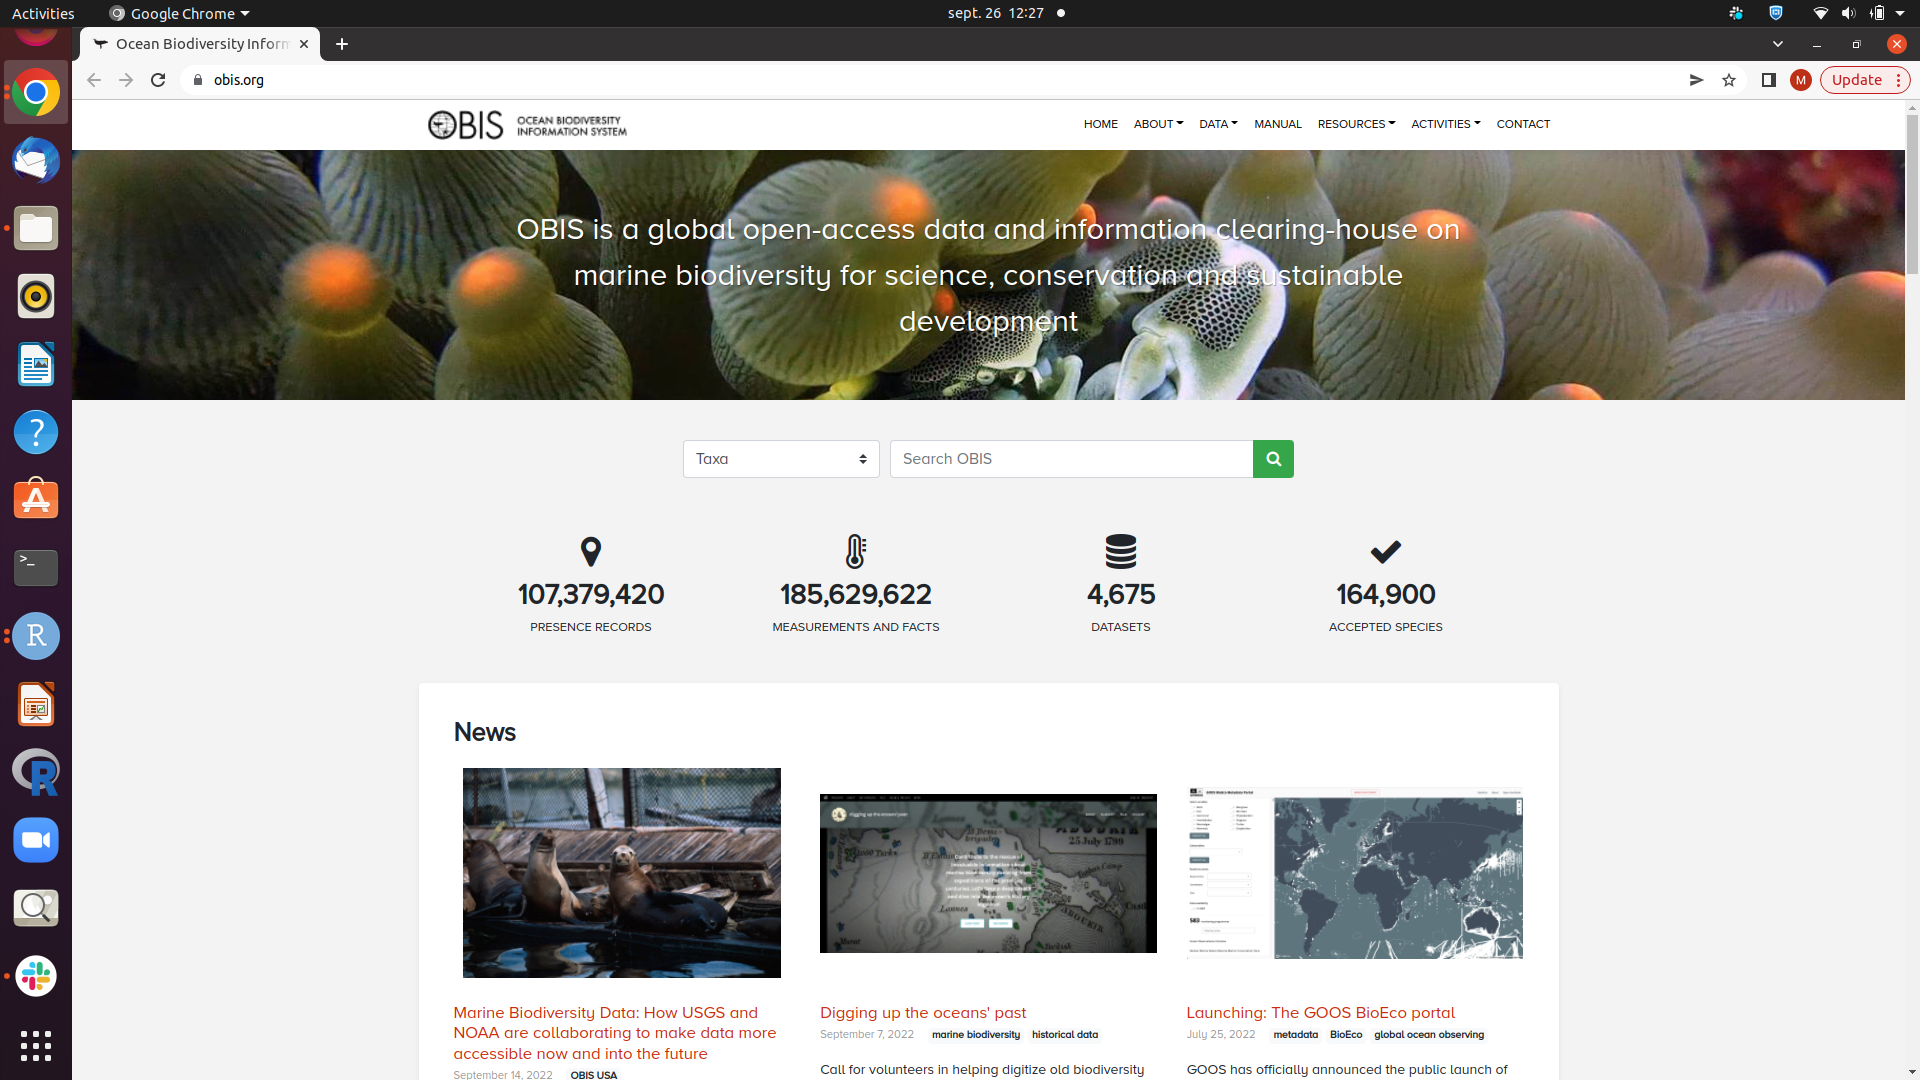 Activities
Google Chrome
sept. 26 12:27
Ocean Biodiversity Inform
obis.org
M
Update
OBIS
OCEAN BIODIVERSITY
INFORMATION SYSTEM
HOME ABOUT DATA MANUAL RESOURCES ACTIVITIES CONTACT
OBIS is a global open-access data and information clearing-house on
marine biodiversity for science, conservation and sustainable
development
Taxa
Search OBIS
107,379,420
PRESENCE RECORDS
185,629,622
MEASUREMENTS AND FACTS
4,675
DATASETS
164,900
ACCEPTED SPECIES
News
Marine Biodiversity Data: How USGS and
NOAA are collaborating to make data more
accessible now and into the future
September 14, 2022 OBIS USA
Digging up the oceans' past
September 7, 2022 marine biodiversity historical data
Call for volunteers in helping digitize old biodiversity
Launching: The GOOS BioEco portal
July 25, 2022 metadata BioEco global ocean observing
GOOS has officially announced the public launch of